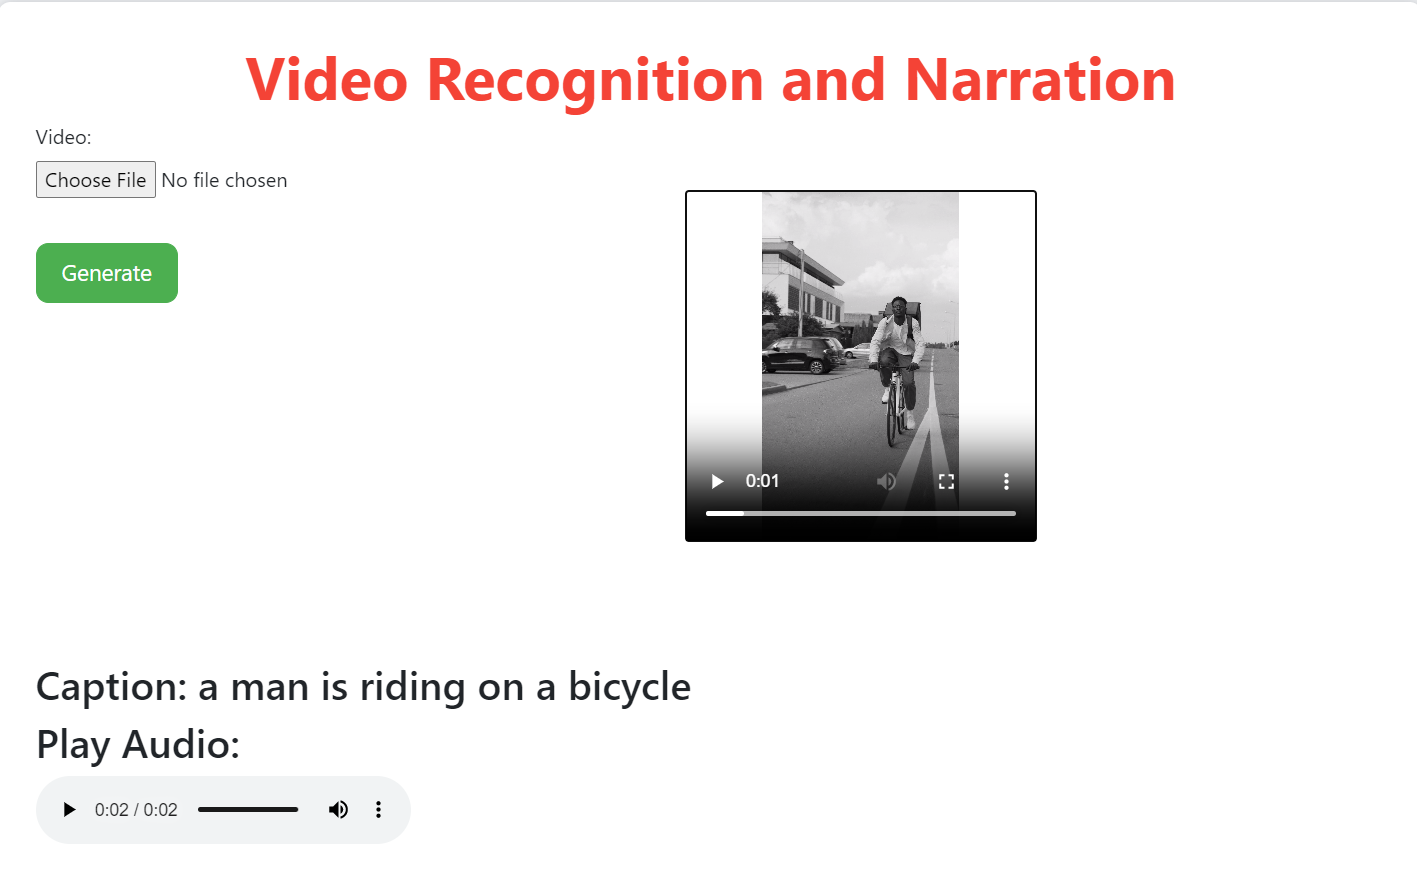 Video Recognition and Narration
Video:
Choose File No file chosen
Generate
0:01
Caption: a man is riding on a bicycle
Play Audio:
0:02 / 0:02